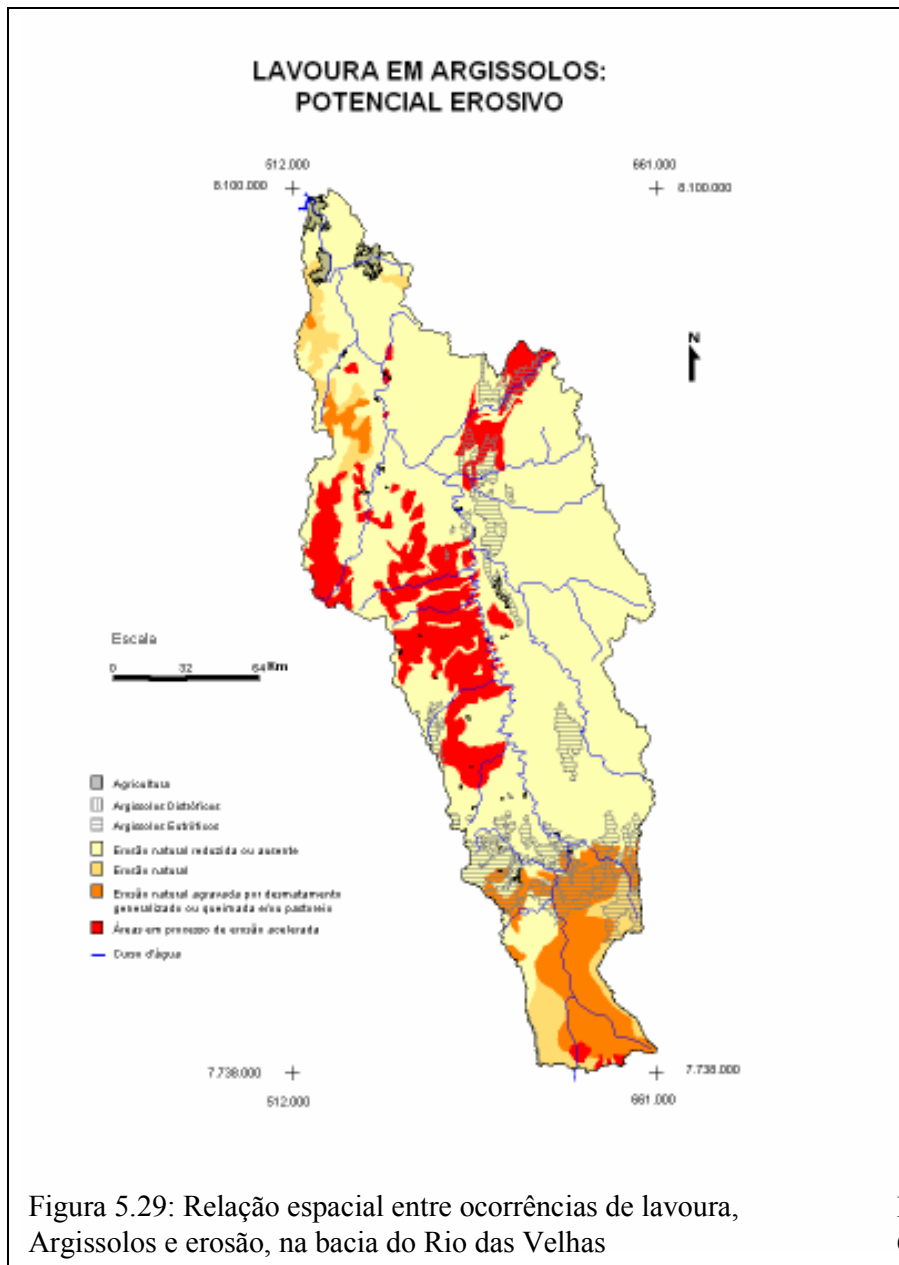 LAVOURA EM ARGISSOLOS:
POTENCIAL EROSIVO
512.000
661.000
8.100.000
8.100.000
N
Escala
0 32 64 Km
Agricultura
Argissolos Distróficos
Argissolos Eutróficos
Erosão natural reduzida ou ausente
Erosão natural
Erosão natural agravada por desmatamento
generalizado ou queimada e/ou pastoreio
Áreas em processo de erosão acelerada
Curso d'água
7.738.000
7.738.000
512.000
661.000
Figura 5.29: Relação espacial entre ocorrências de lavoura,
Argissolos e erosão, na bacia do Rio das Velhas